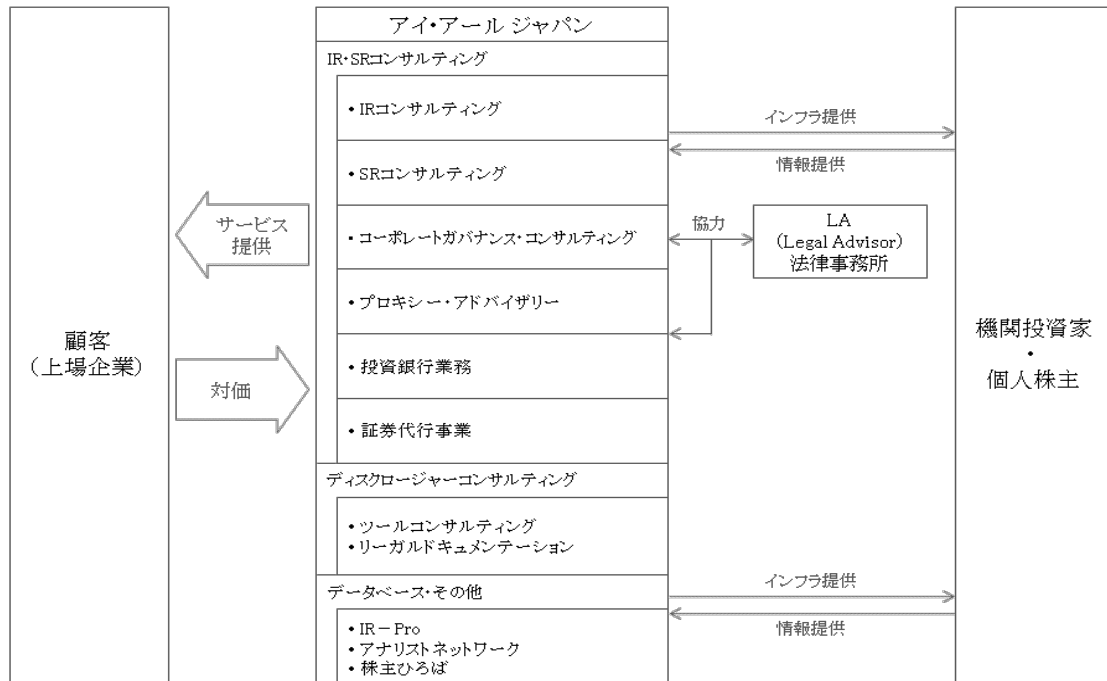 アイ・アール ジャパン
IR・SRコンサルティング
・IRコンサルティング
・SRコンサルティング
・コーポレートガバナンス・コンサルティング
・プロキシー・アドバイザリー
・投資銀行業務
・証券代行事業
ディスクロージャーコンサルティング
・ツールコンサルティング
・リーガルドキュメンテーション
データベース・その他
・IR－Pro
・アナリストネットワーク
・株主ひろば
顧客
（上場企業）
サービス
提供
対価
インフラ提供
情報提供
協力
LA
(Legal Advisor)
法律事務所
インフラ提供
情報提供
機関投資家
・
個人株主